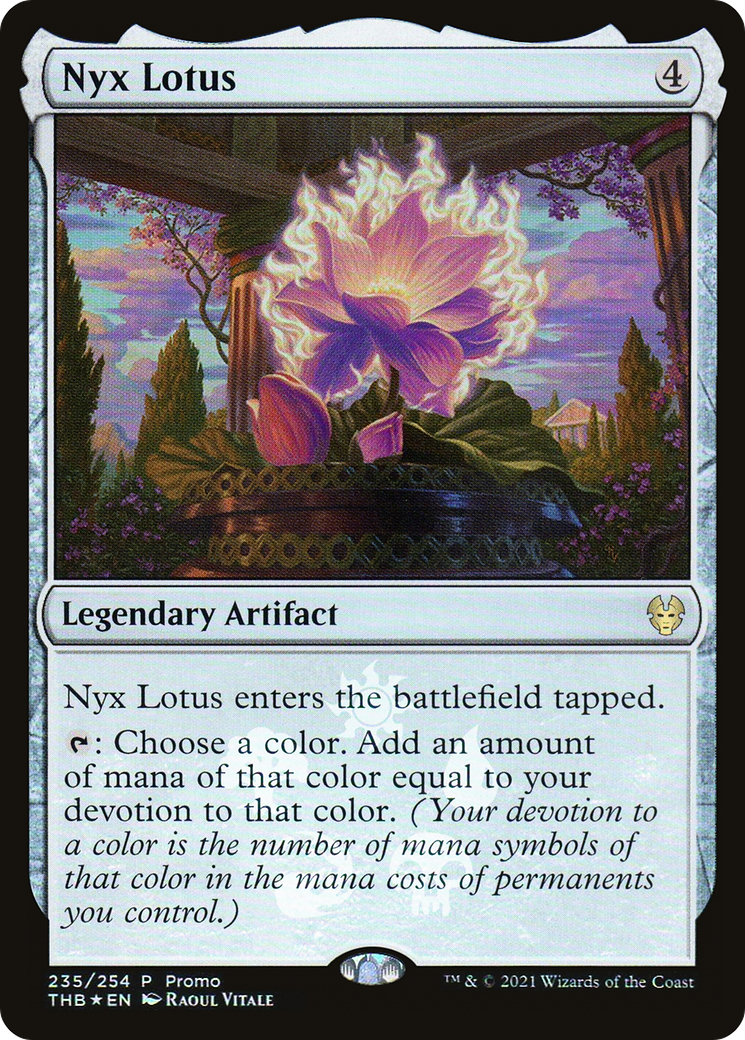 Nyx Lotus 4
Legendary Artifact
Nyx Lotus enters the battlefield tapped.
: Choose a color. Add an amount
of mana of that color equal to your
devotion to that color. (Your devotion to
a color is the number of mana symbols of
that color in the mana costs of permanents
you control.)
235/254 P Promo
THB★EN Raoul Vitale
™ & © 2021 Wizards of the Coast